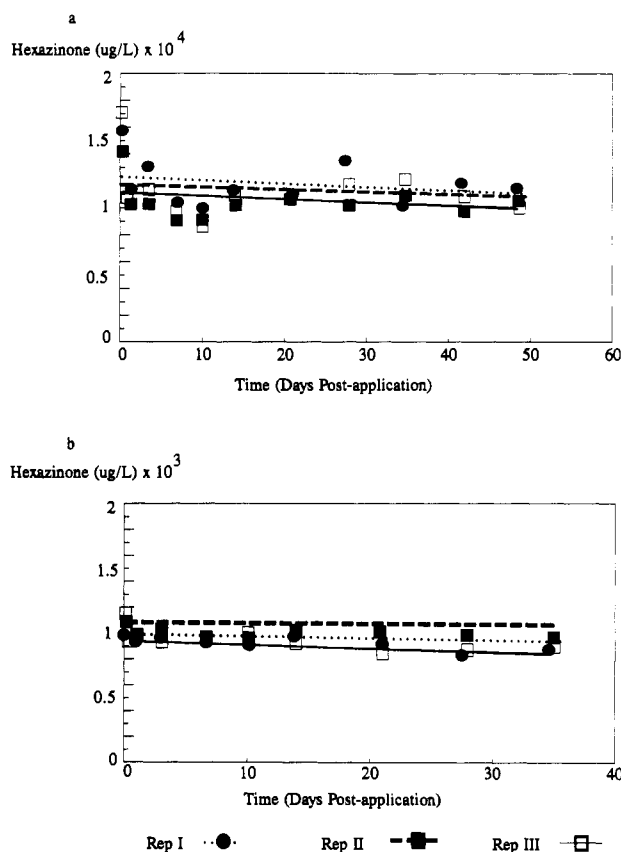 a
Hexazinone (ug/L) x 10^4
2
1.5
1
0.5
0
0 10 20 30 40 50 60
Time (Days Post-application)
b
Hexazinone (ug/L) x 10^3
2
1.5
1
0.5
0
0 10 20 30 40
Time (Days Post-application)
Rep I Rep II Rep III